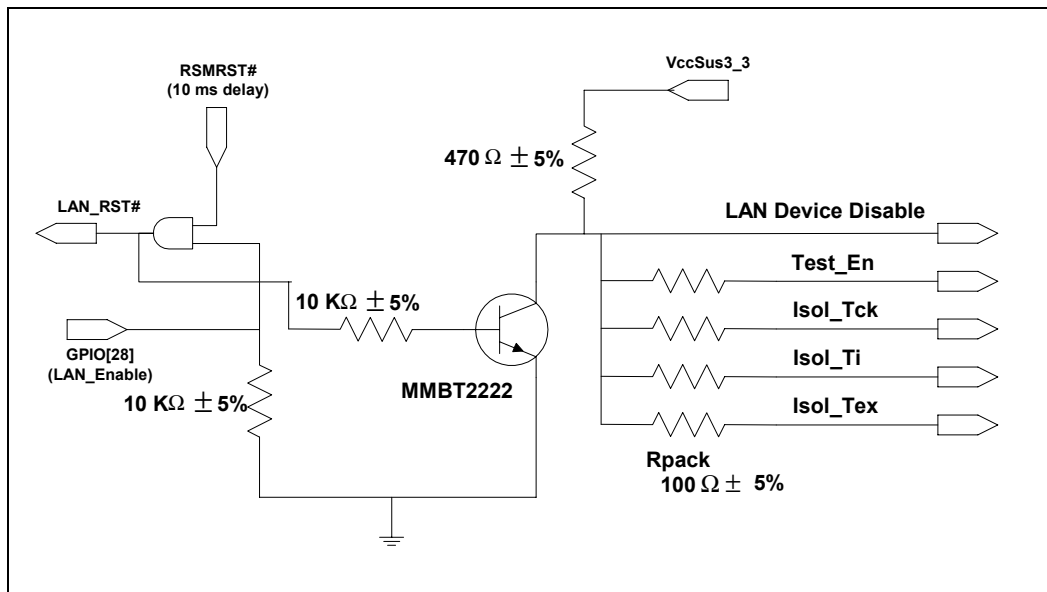 RSMRST#
(10 ms delay)
VccSus3_3
470 Ω ± 5%
LAN_RST#
LAN Device Disable
Test_En
10 KΩ ± 5%
Isol_Tck
GPIO[28]
(LAN_Enable)
Isol_Ti
10 KΩ ± 5%
MMBT2222
Isol_Tex
Rpack
100 Ω ± 5%